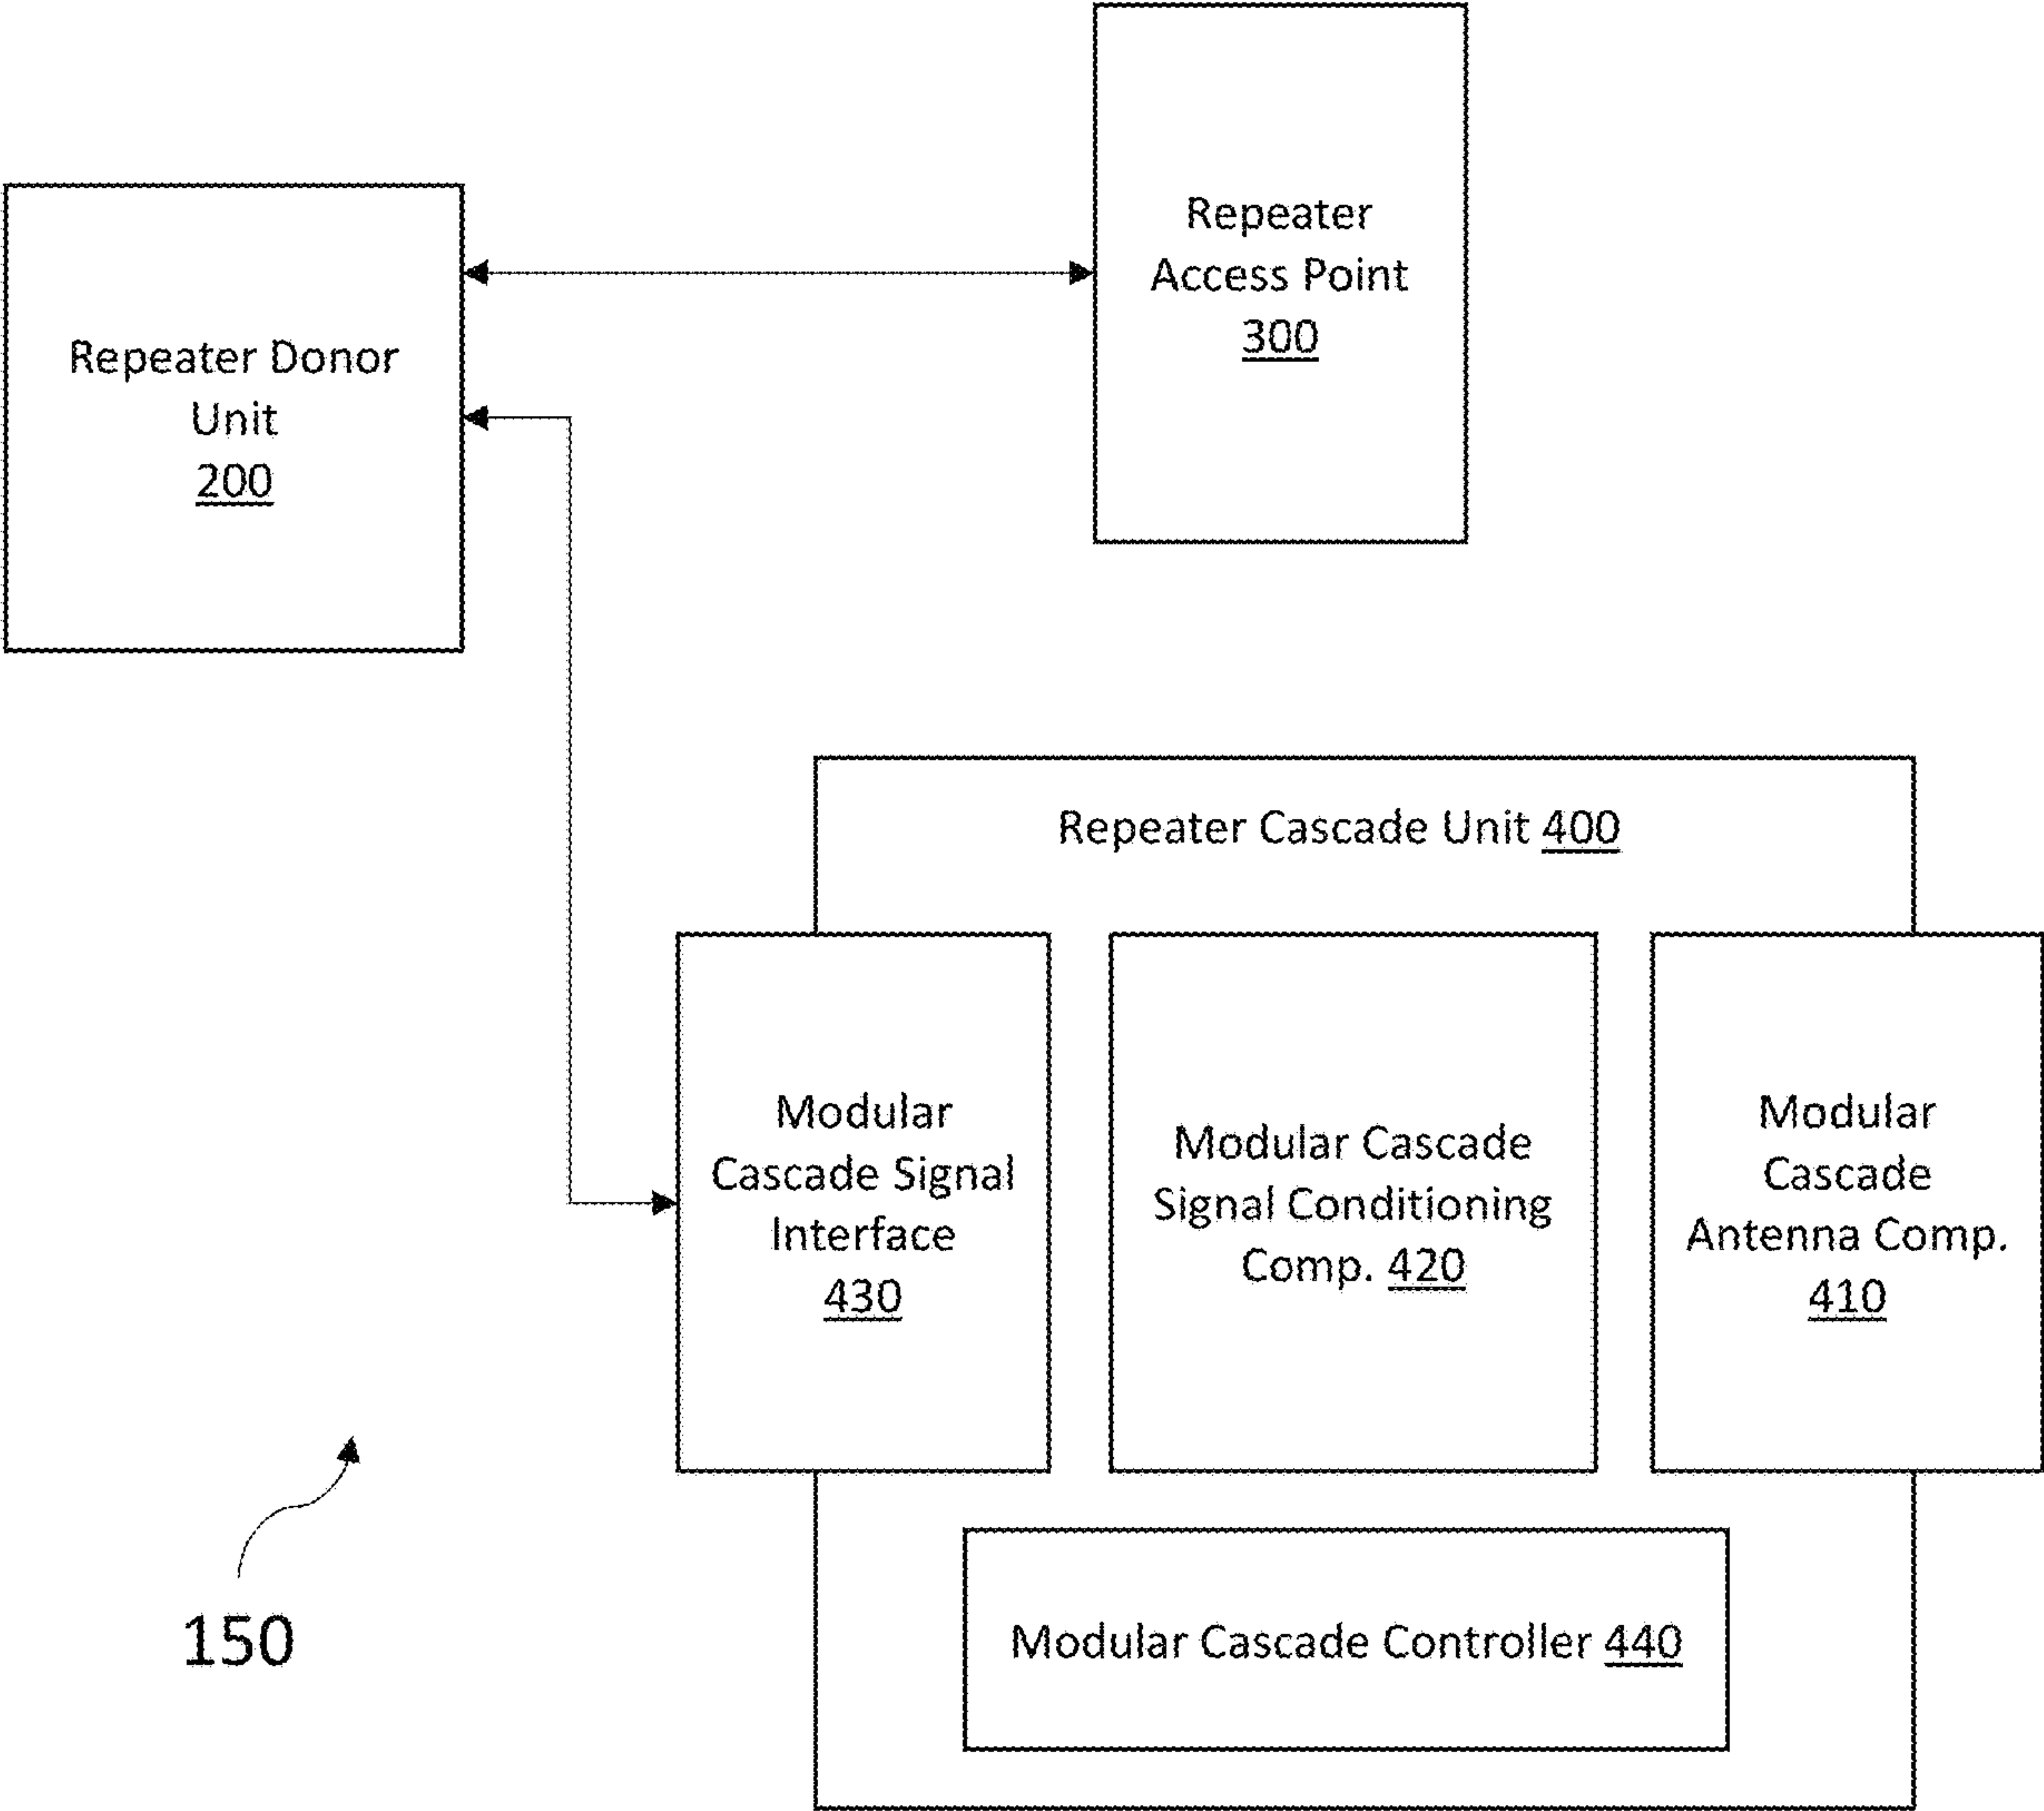 Repeater
Access Point
300
Repeater Donor
Unit
200
Repeater Cascade Unit 400
Modular
Cascade Signal
Interface
430
Modular Cascade
Signal Conditioning
Comp. 420
Modular
Cascade
Antenna Comp.
410
Modular Cascade Controller 440
150